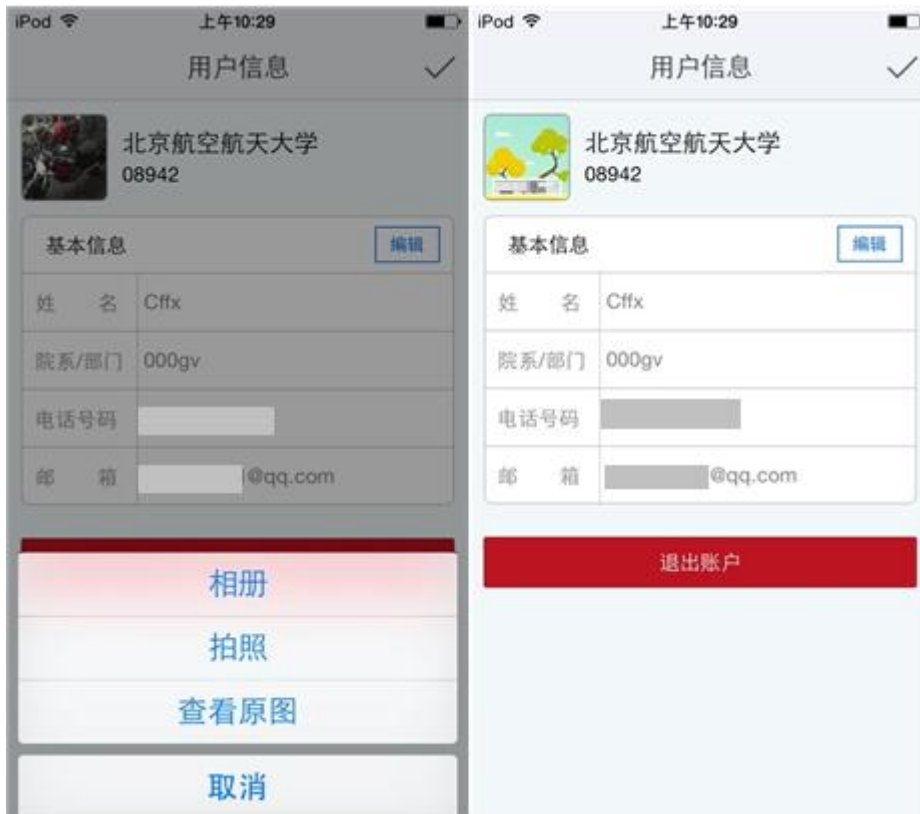 iPod 上午10:29
用户信息
北京航空航天大学
08942
基本信息 编辑
姓 名 Cffx
院系/部门 000gv
电话号码
邮 箱 @qq.com
相册
拍照
查看原图
取消
iPod 上午10:29
用户信息
北京航空航天大学
08942
基本信息 编辑
姓 名 Cffx
院系/部门 000gv
电话号码
邮 箱 @qq.com
退出账户